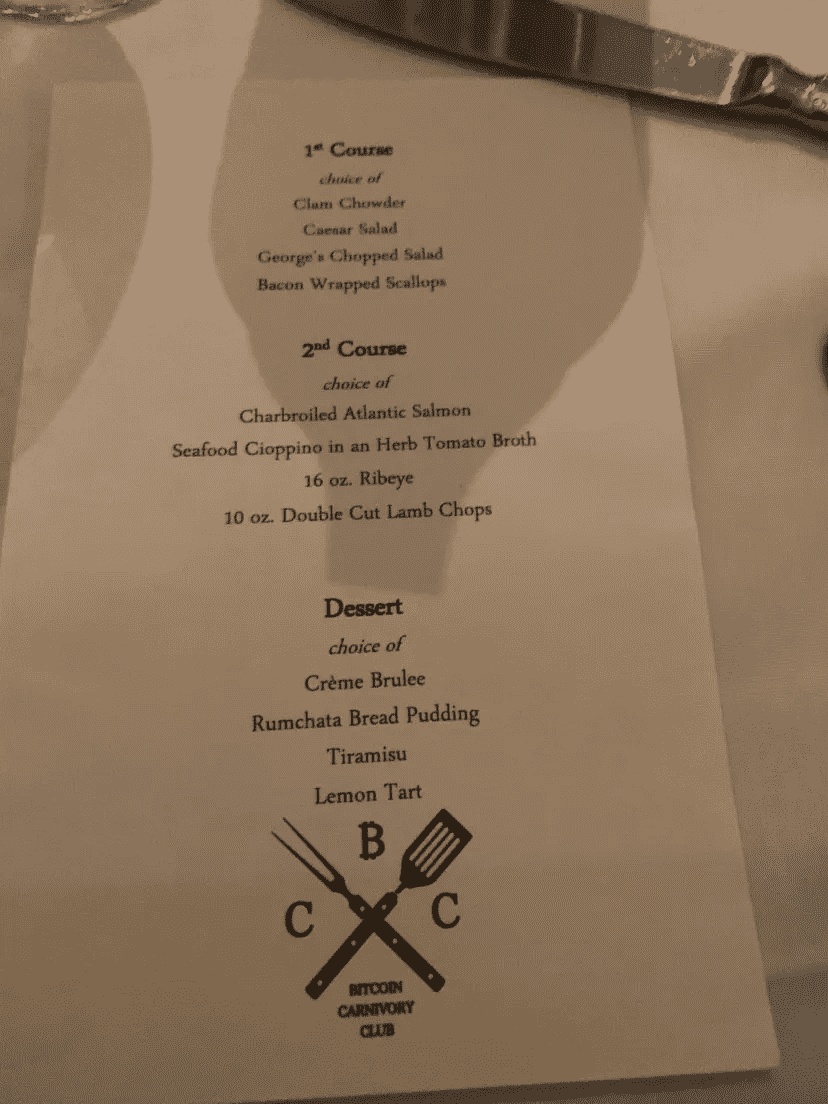 1st Course
choice of
Clam Chowder
Caesar Salad
George's Chopped Salad
Bacon Wrapped Scallops
2nd Course
choice of
Charbroiled Atlantic Salmon
Seafood Cioppino in an Herb Tomato Broth
16 oz. Ribeye
10 oz. Double Cut Lamb Chops
Dessert
choice of
Crème Brulee
Rumchata Bread Pudding
Tiramisu
Lemon Tart
₿
C C
BITCOIN
CARNIVORY
CLUB